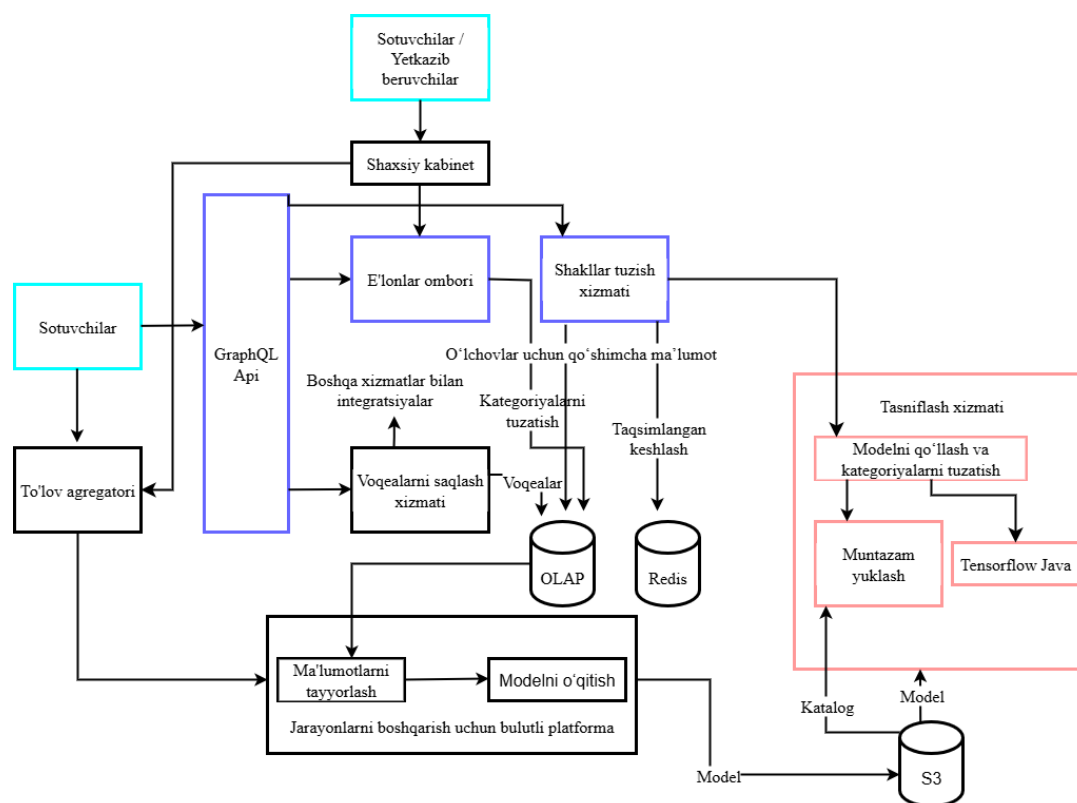 Sotuvchilar /
Yetkazib
beruvchilar
Shaxsiy kabinet
E'lonlar ombori
Shakllar tuzish
xizmati
Sotuvchilar
GraphQL
Api
O‘lchovlar uchun qo‘shimcha ma’lumot
Boshqa xizmatlar bilan
integratsiyalar
Kategoriyalarni
tuzatish
Taqsimlangan
keshlash
Tasniflash xizmati
Modelni qo‘llash va
kategoriyalarni tuzatish
To'lov agregatori
Voqealarni saqlash
xizmati
Voqealar
Muntazam
yuklash
Tensorflow Java
OLAP
Redis
Ma'lumotlarni
tayyorlash
Modelni o‘qitish
Jarayonlarni boshqarish uchun bulutli platforma
Katalog
Model
Model
S3